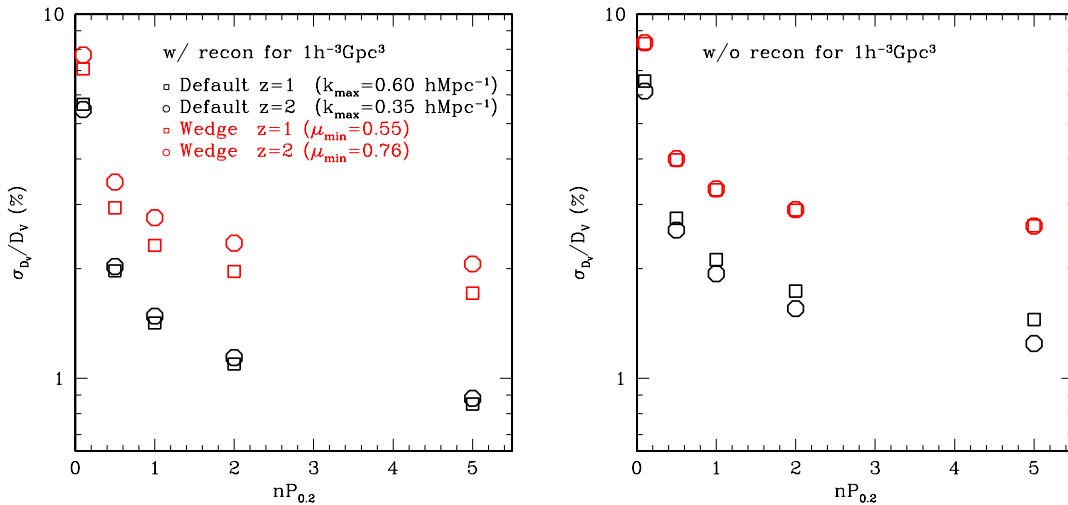 10
w/ recon for 1h⁻³Gpc³
Default z=1 (kmax=0.60 hMpc⁻¹)
Default z=2 (kmax=0.35 hMpc⁻¹)
Wedge z=1 (μmin=0.55)
Wedge z=2 (μmin=0.76)
σDV/DV (%)
1
0 1 2 3 4 5
nP0.2
10
w/o recon for 1h⁻³Gpc³
σDV/DV (%)
1
0 1 2 3 4 5
nP0.2